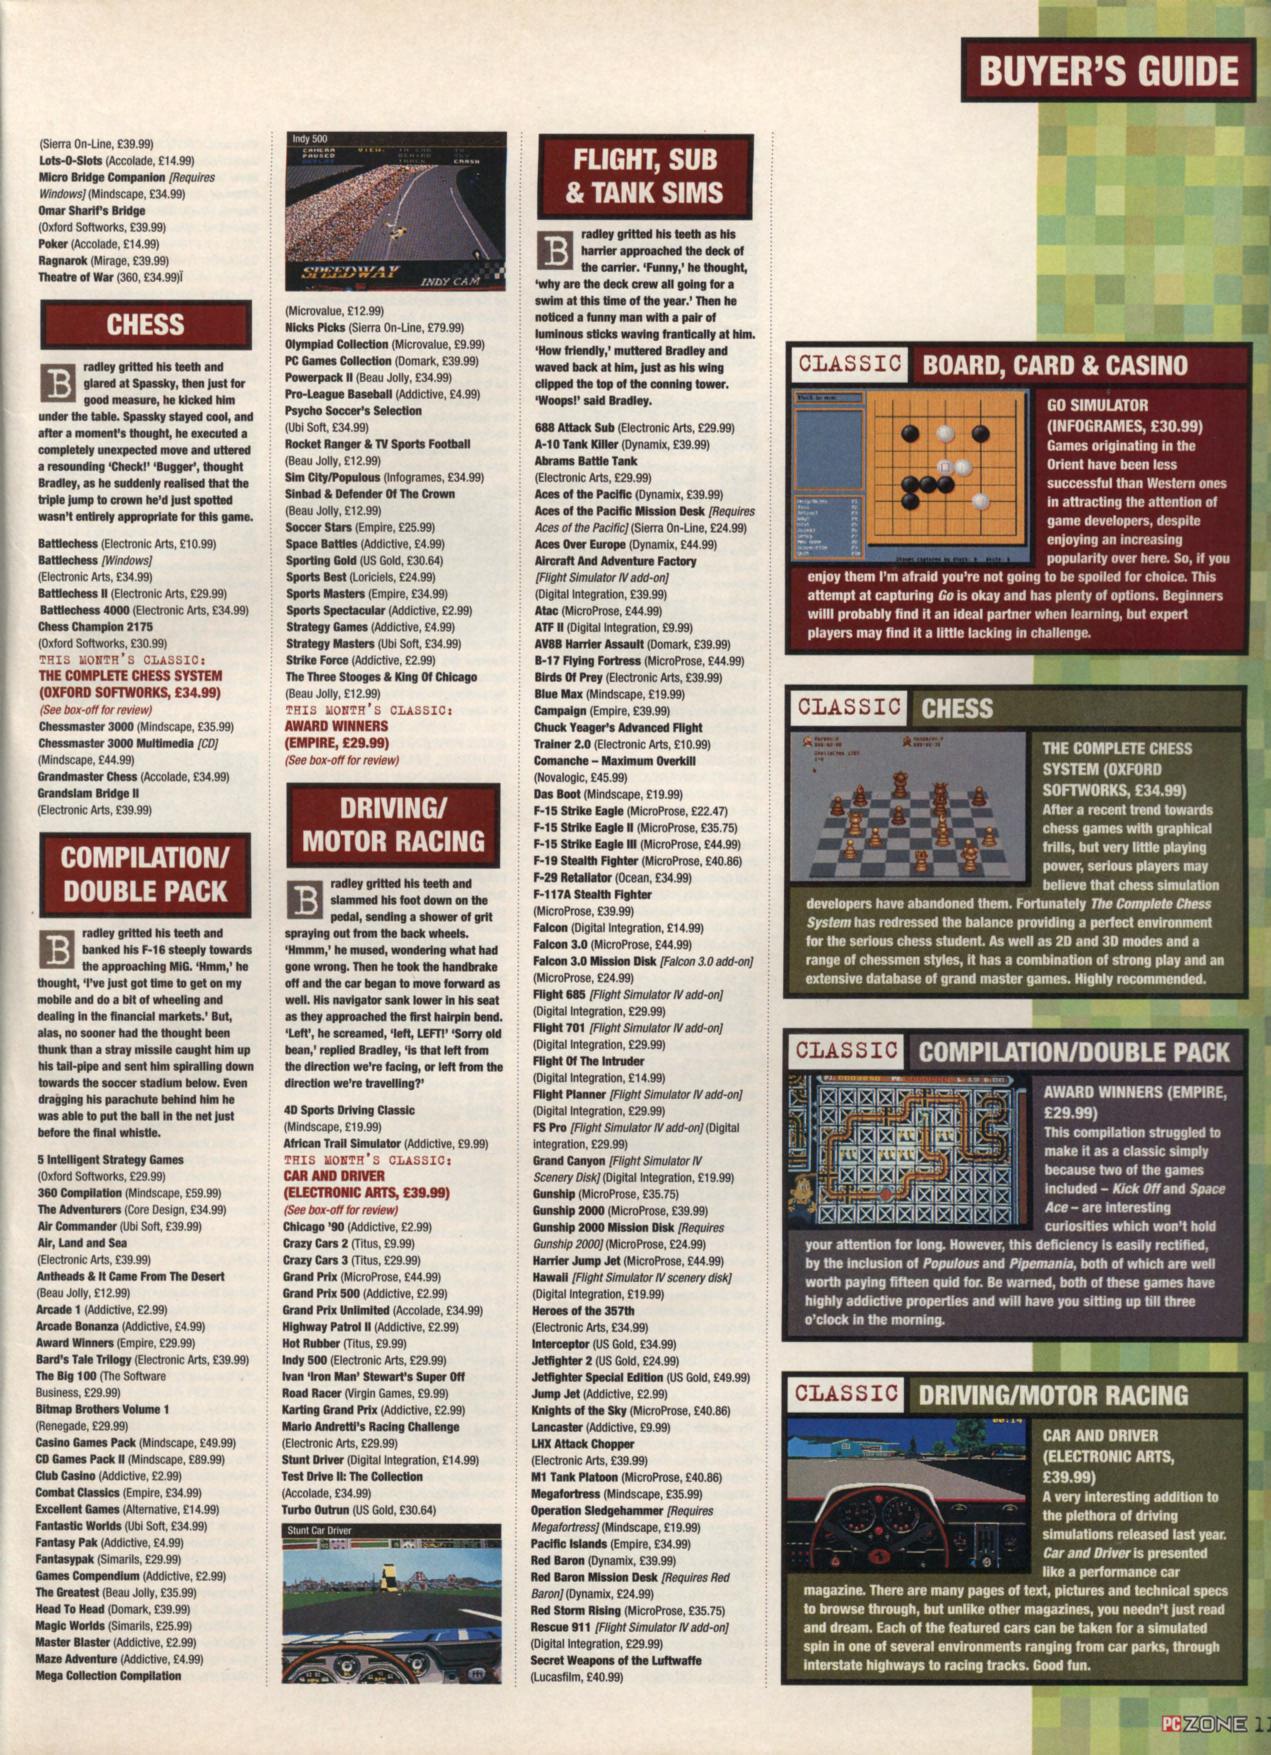 BUYER'S GUIDE
(Sierra On-Line, £39.99)
Lots-O-Slots (Accolade, £14.99)
Micro Bridge Companion [Requires
Windows] (Mindscape, £34.99)
Omar Sharif's Bridge
(Oxford Softworks, £39.99)
Poker (Accolade, £14.99)
Ragnarok (Mirage, £39.99)
Theatre of War (360, £34.99)Ï
CHESS
Bradley gritted his teeth and
glared at Spassky, then just for
good measure, he kicked him
under the table. Spassky stayed cool, and
after a moment's thought, he executed a
completely unexpected move and uttered
a resounding 'Check!' 'Bugger', thought
Bradley, as he suddenly realised that the
triple jump to crown he'd just spotted
wasn't entirely appropriate for this game.
Battlechess (Electronic Arts, £10.99)
Battlechess [Windows]
(Electronic Arts, £34.99)
Battlechess II (Electronic Arts, £29.99)
Battlechess 4000 (Electronic Arts, £34.99)
Chess Champion 2175
(Oxford Softworks, £30.99)
THIS MONTH'S CLASSIC:
THE COMPLETE CHESS SYSTEM
(OXFORD SOFTWORKS, £34.99)
(See box-off for review)
Chessmaster 3000 (Mindscape, £35.99)
Chessmaster 3000 Multimedia [CD]
(Mindscape, £44.99)
Grandmaster Chess (Accolade, £34.99)
Grandslam Bridge II
(Electronic Arts, £39.99)
COMPILATION/
DOUBLE PACK
Bradley gritted his teeth and
banked his F-16 steeply towards
the approaching MiG. 'Hmm,' he
thought, 'I've just got time to get on my
mobile and do a bit of wheeling and
dealing in the financial markets.' But,
alas, no sooner had the thought been
thunk than a stray missile caught him up
his tail-pipe and sent him spiralling down
towards the soccer stadium below. Even
dragging his parachute behind him he
was able to put the ball in the net just
before the final whistle.
5 Intelligent Strategy Games
(Oxford Softworks, £29.99)
360 Compilation (Mindscape, £59.99)
The Adventurers (Core Design, £34.99)
Air Commander (Ubi Soft, £39.99)
Air, Land and Sea
(Electronic Arts, £39.99)
Antheads & It Came From The Desert
(Beau Jolly, £12.99)
Arcade 1 (Addictive, £2.99)
Arcade Bonanza (Addictive, £4.99)
Award Winners (Empire, £29.99)
Bard's Tale Trilogy (Electronic Arts, £39.99)
The Big 100 (The Software
Business, £29.99)
Bitmap Brothers Volume 1
(Renegade, £29.99)
Casino Games Pack (Mindscape, £49.99)
CD Games Pack II (Mindscape, £89.99)
Club Casino (Addictive, £2.99)
Combat Classics (Empire, £34.99)
Excellent Games (Alternative, £14.99)
Fantastic Worlds (Ubi Soft, £34.99)
Fantasy Pak (Addictive, £4.99)
Fantasypak (Simarils, £29.99)
Games Compendium (Addictive, £2.99)
The Greatest (Beau Jolly, £35.99)
Head To Head (Domark, £39.99)
Magic Worlds (Simarils, £25.99)
Master Blaster (Addictive, £2.99)
Maze Adventure (Addictive, £4.99)
Mega Collection Compilation
Indy 500
CAMERA VIEW.
PAUSED BEHIND
TRACK CRASH
SPEEDWAY
INDY CAM
(Microvalue, £12.99)
Nicks Picks (Sierra On-Line, £79.99)
Olympiad Collection (Microvalue, £9.99)
PC Games Collection (Domark, £39.99)
Powerpack II (Beau Jolly, £34.99)
Pro-League Baseball (Addictive, £4.99)
Psycho Soccer's Selection
(Ubi Soft, £34.99)
Rocket Ranger & TV Sports Football
(Beau Jolly, £12.99)
Sim City/Populous (Infogrames, £34.99)
Sinbad & Defender Of The Crown
(Beau Jolly, £12.99)
Soccer Stars (Empire, £25.99)
Space Battles (Addictive, £4.99)
Sporting Gold (US Gold, £30.64)
Sports Best (Loriciels, £24.99)
Sports Masters (Empire, £34.99)
Sports Spectacular (Addictive, £2.99)
Strategy Games (Addictive, £4.99)
Strategy Masters (Ubi Soft, £34.99)
Strike Force (Addictive, £2.99)
The Three Stooges & King Of Chicago
(Beau Jolly, £12.99)
THIS MONTH'S CLASSIC:
AWARD WINNERS
(EMPIRE, £29.99)
(See box-off for review)
DRIVING/
MOTOR RACING
Bradley gritted his teeth and
slammed his foot down on the
pedal, sending a shower of grit
spraying out from the back wheels.
'Hmmm,' he mused, wondering what had
gone wrong. Then he took the handbrake
off and the car began to move forward as
well. His navigator sank lower in his seat
as they approached the first hairpin bend.
'Left', he screamed, 'left, LEFT!' 'Sorry old
bean,' replied Bradley, 'is that left from
the direction we're facing, or left from the
direction we're travelling?'
4D Sports Driving Classic
(Mindscape, £19.99)
African Trail Simulator (Addictive, £9.99)
THIS MONTH'S CLASSIC:
CAR AND DRIVER
(ELECTRONIC ARTS, £39.99)
(See box-off for review)
Chicago '90 (Addictive, £2.99)
Crazy Cars 2 (Titus, £9.99)
Crazy Cars 3 (Titus, £29.99)
Grand Prix (MicroProse, £44.99)
Grand Prix 500 (Addictive, £2.99)
Grand Prix Unlimited (Accolade, £34.99)
Highway Patrol II (Addictive, £2.99)
Hot Rubber (Titus, £9.99)
Indy 500 (Electronic Arts, £29.99)
Ivan 'Iron Man' Stewart's Super Off
Road Racer (Virgin Games, £9.99)
Karting Grand Prix (Addictive, £2.99)
Mario Andretti's Racing Challenge
(Electronic Arts, £29.99)
Stunt Driver (Digital Integration, £14.99)
Test Drive II: The Collection
(Accolade, £34.99)
Turbo Outrun (US Gold, £30.64)
Stunt Car Driver
FLIGHT, SUB
& TANK SIMS
Bradley gritted his teeth as his
harrier approached the deck of
the carrier. 'Funny,' he thought,
'why are the deck crew all going for a
swim at this time of the year.' Then he
noticed a funny man with a pair of
luminous sticks waving frantically at him.
'How friendly,' muttered Bradley and
waved back at him, just as his wing
clipped the top of the conning tower.
'Woops!' said Bradley.
688 Attack Sub (Electronic Arts, £29.99)
A-10 Tank Killer (Dynamix, £39.99)
Abrams Battle Tank
(Electronic Arts, £29.99)
Aces of the Pacific (Dynamix, £39.99)
Aces of the Pacific Mission Desk [Requires
Aces of the Pacific] (Sierra On-Line, £24.99)
Aces Over Europe (Dynamix, £44.99)
Aircraft And Adventure Factory
[Flight Simulator IV add-on]
(Digital Integration, £39.99)
Atac (MicroProse, £44.99)
ATF II (Digital Integration, £9.99)
AV8B Harrier Assault (Domark, £39.99)
B-17 Flying Fortress (MicroProse, £44.99)
Birds Of Prey (Electronic Arts, £39.99)
Blue Max (Mindscape, £19.99)
Campaign (Empire, £39.99)
Chuck Yeager's Advanced Flight
Trainer 2.0 (Electronic Arts, £10.99)
Comanche – Maximum Overkill
(Novalogic, £45.99)
Das Boot (Mindscape, £19.99)
F-15 Strike Eagle (MicroProse, £22.47)
F-15 Strike Eagle II (MicroProse, £35.75)
F-15 Strike Eagle III (MicroProse, £44.99)
F-19 Stealth Fighter (MicroProse, £40.86)
F-29 Retaliator (Ocean, £34.99)
F-117A Stealth Fighter
(MicroProse, £39.99)
Falcon (Digital Integration, £14.99)
Falcon 3.0 (MicroProse, £44.99)
Falcon 3.0 Mission Disk [Falcon 3.0 add-on]
(MicroProse, £24.99)
Flight 685 [Flight Simulator IV add-on]
(Digital Integration, £29.99)
Flight 701 [Flight Simulator IV add-on]
(Digital Integration, £29.99)
Flight Of The Intruder
(Digital Integration, £14.99)
Flight Planner [Flight Simulator IV add-on]
(Digital Integration, £29.99)
FS Pro [Flight Simulator IV add-on] (Digital
integration, £29.99)
Grand Canyon [Flight Simulator IV
Scenery Disk] (Digital Integration, £19.99)
Gunship (MicroProse, £35.75)
Gunship 2000 (MicroProse, £39.99)
Gunship 2000 Mission Disk [Requires
Gunship 2000] (MicroProse, £24.99)
Harrier Jump Jet (MicroProse, £44.99)
Hawaii [Flight Simulator IV scenery disk]
(Digital Integration, £19.99)
Heroes of the 357th
(Electronic Arts, £34.99)
Interceptor (US Gold, £34.99)
Jetfighter 2 (US Gold, £24.99)
Jetfighter Special Edition (US Gold, £49.99)
Jump Jet (Addictive, £2.99)
Knights of the Sky (MicroProse, £40.86)
Lancaster (Addictive, £9.99)
LHX Attack Chopper
(Electronic Arts, £39.99)
M1 Tank Platoon (MicroProse, £40.86)
Megafortress (Mindscape, £35.99)
Operation Sledgehammer [Requires
Megafortress] (Mindscape, £19.99)
Pacific Islands (Empire, £34.99)
Red Baron (Dynamix, £39.99)
Red Baron Mission Desk [Requires Red
Baron] (Dynamix, £24.99)
Red Storm Rising (MicroProse, £35.75)
Rescue 911 [Flight Simulator IV add-on]
(Digital Integration, £29.99)
Secret Weapons of the Luftwaffe
(Lucasfilm, £40.99)
CLASSIC BOARD, CARD & CASINO
GO SIMULATOR
(INFOGRAMES, £30.99)
Games originating in the
Orient have been less
successful than Western ones
in attracting the attention of
game developers, despite
enjoying an increasing
popularity over here. So, if you
enjoy them I'm afraid you're not going to be spoiled for choice. This
attempt at capturing Go is okay and has plenty of options. Beginners
willl probably find it an ideal partner when learning, but expert
players may find it a little lacking in challenge.
CLASSIC CHESS
THE COMPLETE CHESS
SYSTEM (OXFORD
SOFTWORKS, £34.99)
After a recent trend towards
chess games with graphical
frills, but very little playing
power, serious players may
believe that chess simulation
developers have abandoned them. Fortunately The Complete Chess
System has redressed the balance providing a perfect environment
for the serious chess student. As well as 2D and 3D modes and a
range of chessmen styles, it has a combination of strong play and an
extensive database of grand master games. Highly recommended.
CLASSIC COMPILATION/DOUBLE PACK
AWARD WINNERS (EMPIRE,
£29.99)
This compilation struggled to
make it as a classic simply
because two of the games
included – Kick Off and Space
Ace – are interesting
curiosities which won't hold
your attention for long. However, this deficiency is easily rectified,
by the inclusion of Populous and Pipemania, both of which are well
worth paying fifteen quid for. Be warned, both of these games have
highly addictive properties and will have you sitting up till three
o'clock in the morning.
CLASSIC DRIVING/MOTOR RACING
00:14
CAR AND DRIVER
(ELECTRONIC ARTS,
£39.99)
A very interesting addition to
the plethora of driving
simulations released last year.
Car and Driver is presented
like a performance car
magazine. There are many pages of text, pictures and technical specs
to browse through, but unlike other magazines, you needn't just read
and dream. Each of the featured cars can be taken for a simulated
spin in one of several environments ranging from car parks, through
interstate highways to racing tracks. Good fun.
PC ZONE 11